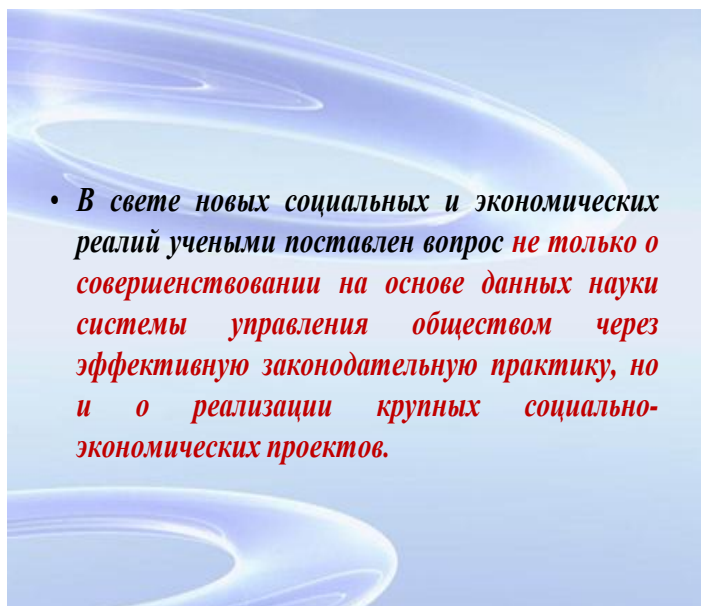 • В свете новых социальных и экономических
реалий учеными поставлен вопрос не только о
совершенствовании на основе данных науки
системы управления обществом через
эффективную законодательную практику, но
и о реализации крупных социально-
экономических проектов.